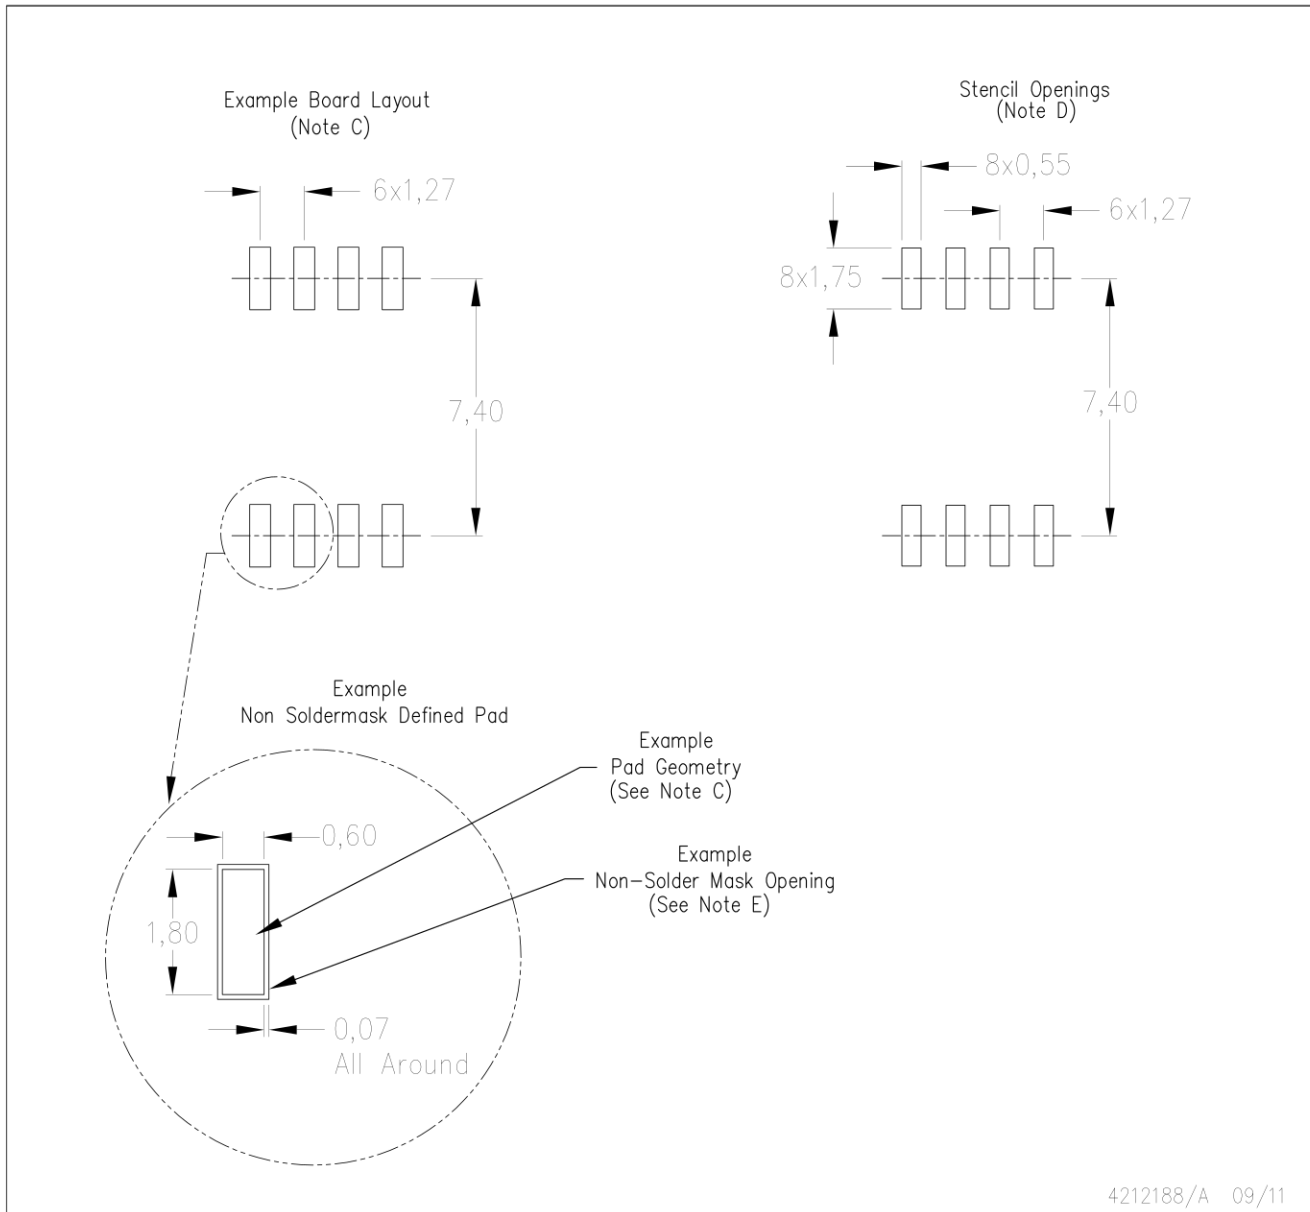 Example Board Layout
(Note C)
6x1,27
7,40
Stencil Openings
(Note D)
8x0,55
6x1,27
8x1,75
7,40
Example
Non Soldermask Defined Pad
Example
Pad Geometry
(See Note C)
0,60
Example
Non-Solder Mask Opening
(See Note E)
1,80
0,07
All Around
4212188/A 09/11